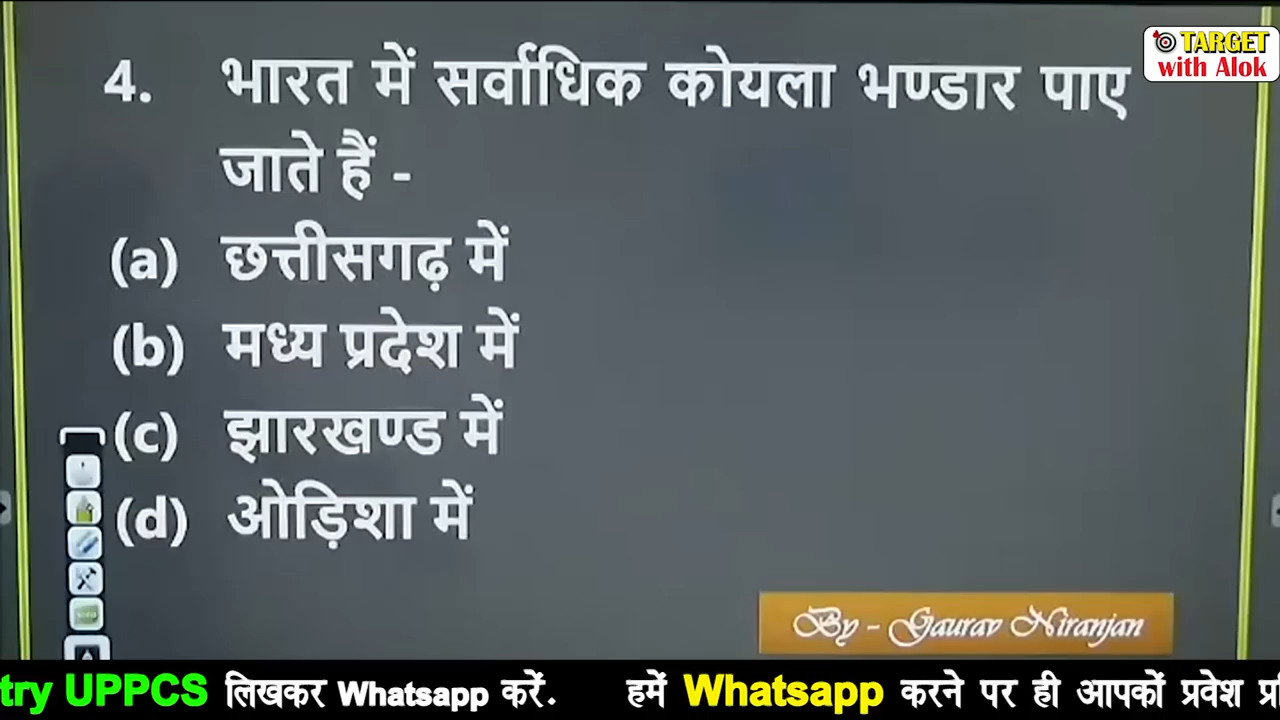 TARGET
with Alok
4. भारत में सर्वाधिक कोयला भण्डार पाए
जाते हैं -
(a) छत्तीसगढ़ में
(b) मध्य प्रदेश में
(c) झारखण्ड में
(d) ओड़िशा में
By - Gaurav Niranjan
try UPPCS लिखकर Whatsapp करें. हमें Whatsapp करने पर ही आपकों प्रवेश